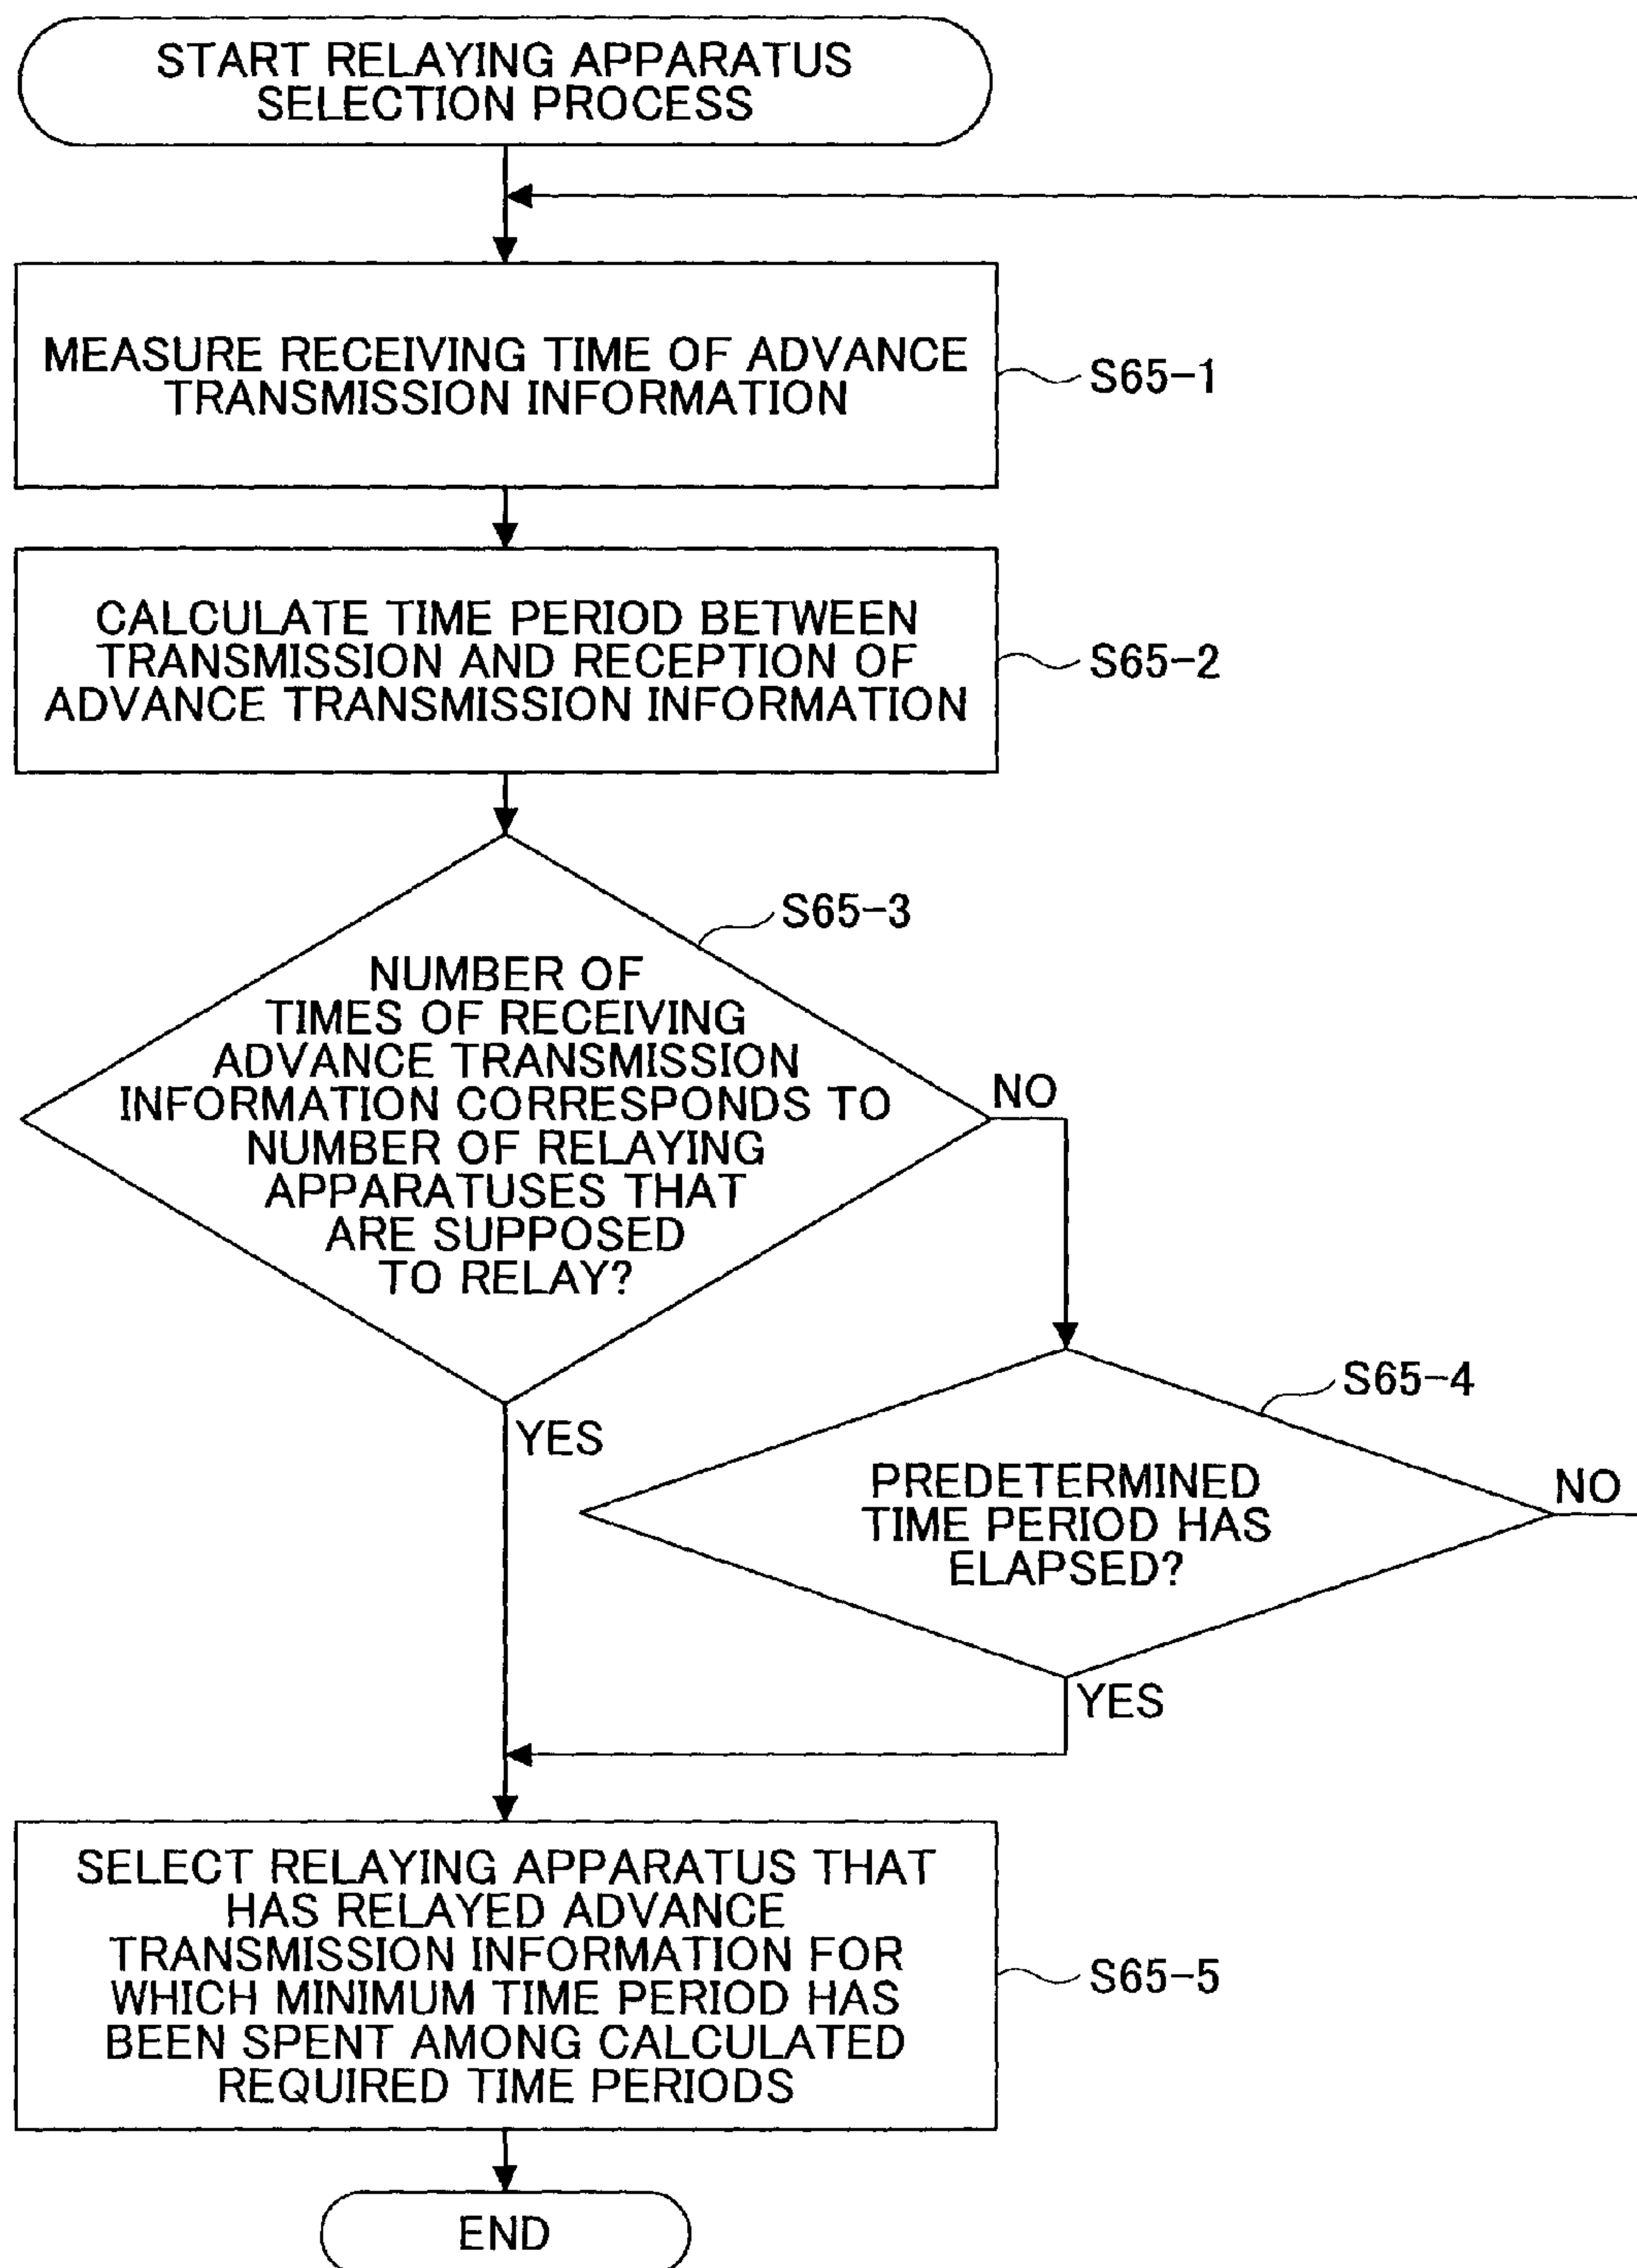 START RELAYING APPARATUS
SELECTION PROCESS
MEASURE RECEIVING TIME OF ADVANCE
TRANSMISSION INFORMATION
S65-1
CALCULATE TIME PERIOD BETWEEN
TRANSMISSION AND RECEPTION OF
ADVANCE TRANSMISSION INFORMATION
S65-2
S65-3
NUMBER OF
TIMES OF RECEIVING
ADVANCE TRANSMISSION
INFORMATION CORRESPONDS TO
NUMBER OF RELAYING
APPARATUSES THAT
ARE SUPPOSED
TO RELAY?
NO
YES
S65-4
PREDETERMINED
TIME PERIOD HAS
ELAPSED?
NO
YES
SELECT RELAYING APPARATUS THAT
HAS RELAYED ADVANCE
TRANSMISSION INFORMATION FOR
WHICH MINIMUM TIME PERIOD HAS
BEEN SPENT AMONG CALCULATED
REQUIRED TIME PERIODS
S65-5
END